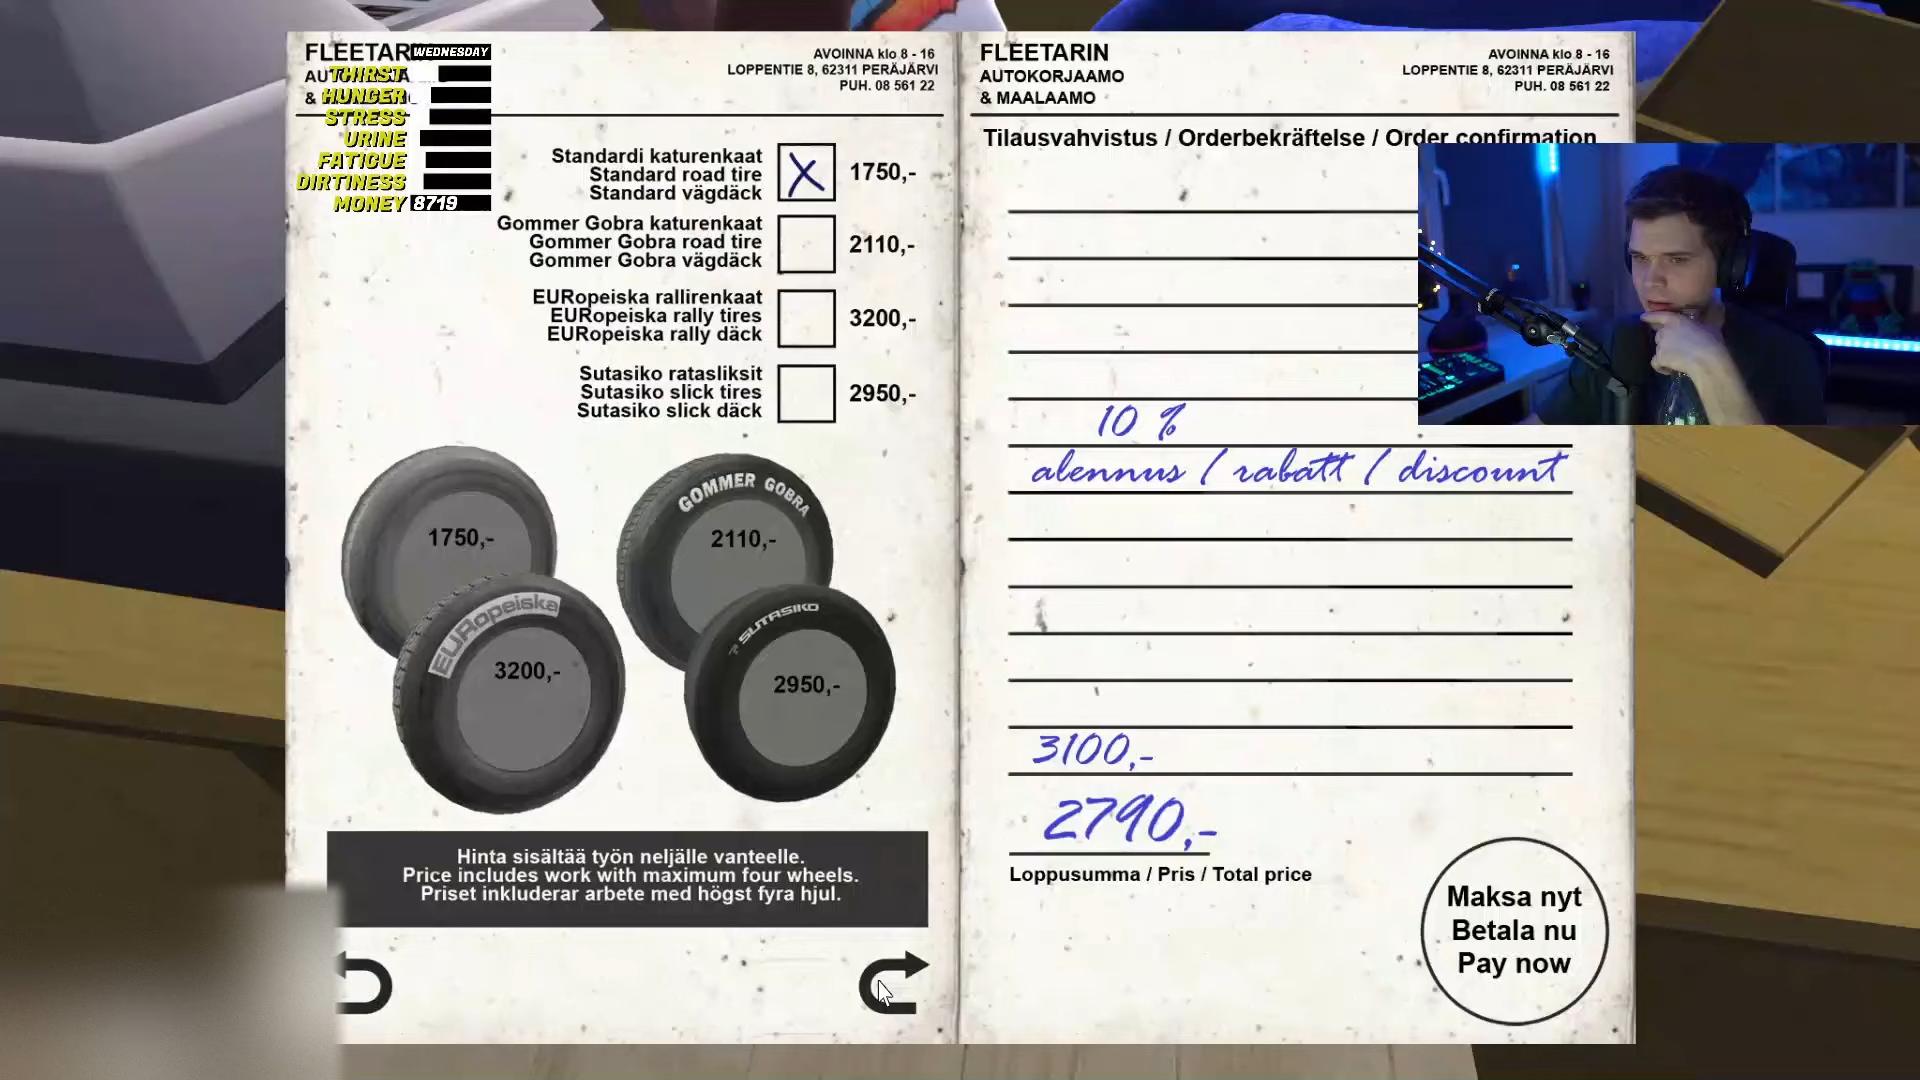 FLEETAR
AU
&
WEDNESDAY
THIRST
HUNGER
STRESS
URINE
FATIGUE
DIRTINESS
MONEY 8719
AVOINNA klo 8 - 16
LOPPENTIE 8, 62311 PERÄJÄRVI
PUH. 08 561 22
Standardi katurenkaat
Standard road tire
Standard vägdäck
X 1750,-
Gommer Gobra katurenkaat
Gommer Gobra road tire
Gommer Gobra vägdäck
2110,-
EURopeiska rallirenkaat
EURopeiska rally tires
EURopeiska rally däck
3200,-
Sutasiko ratasliksit
Sutasiko slick tires
Sutasiko slick däck
2950,-
1750,-
GOMMER GOBRA
2110,-
EURopeiska
3200,-
SUTASIKO
2950,-
Hinta sisältää työn neljälle vanteelle.
Price includes work with maximum four wheels.
Priset inkluderar arbete med högst fyra hjul.
FLEETARIN
AUTOKORJAAMO
& MAALAAMO
AVOINNA klo 8 - 16
LOPPENTIE 8, 62311 PERÄJÄRVI
PUH. 08 561 22
Tilausvahvistus / Orderbekräftelse / Order confirmation
10 %
alennus / rabatt / discount
3100,-
2790,-
Loppusumma / Pris / Total price
Maksa nyt
Betala nu
Pay now